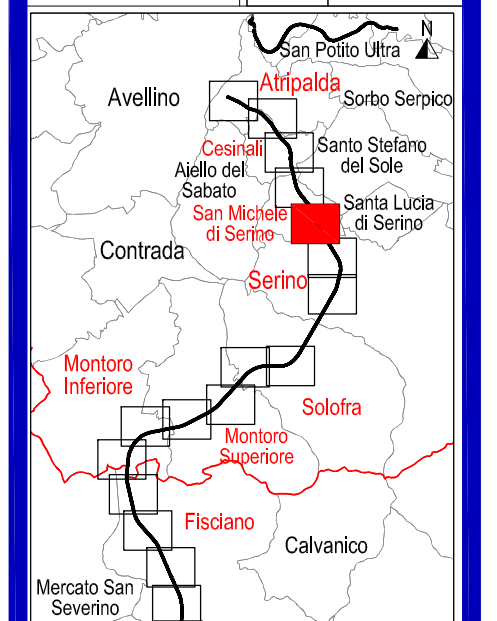 N
San Potito Ultra
Atripalda
Avellino
Sorbo Serpico
Cesinali
Santo Stefano
del Sole
Aiello del
Sabato
San Michele
di Serino
Santa Lucia
di Serino
Contrada
Serino
Montoro
Inferiore
Solofra
Montoro
Superiore
Fisciano
Calvanico
Mercato San
Severino